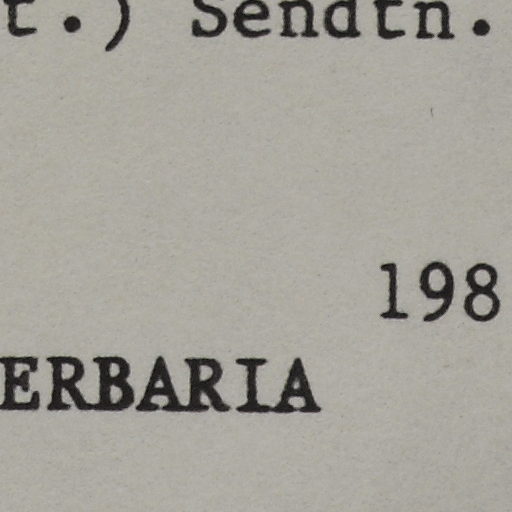 t.) Sendtn.
198
ERBARIA